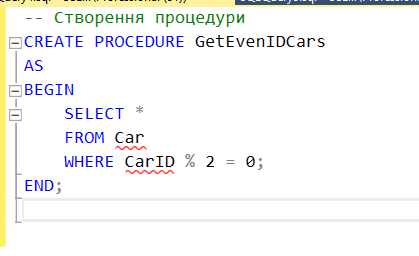 -- Створення процедури
CREATE PROCEDURE GetEvenIDCars
AS
BEGIN
    SELECT *
    FROM Car
    WHERE CarID % 2 = 0;
END;